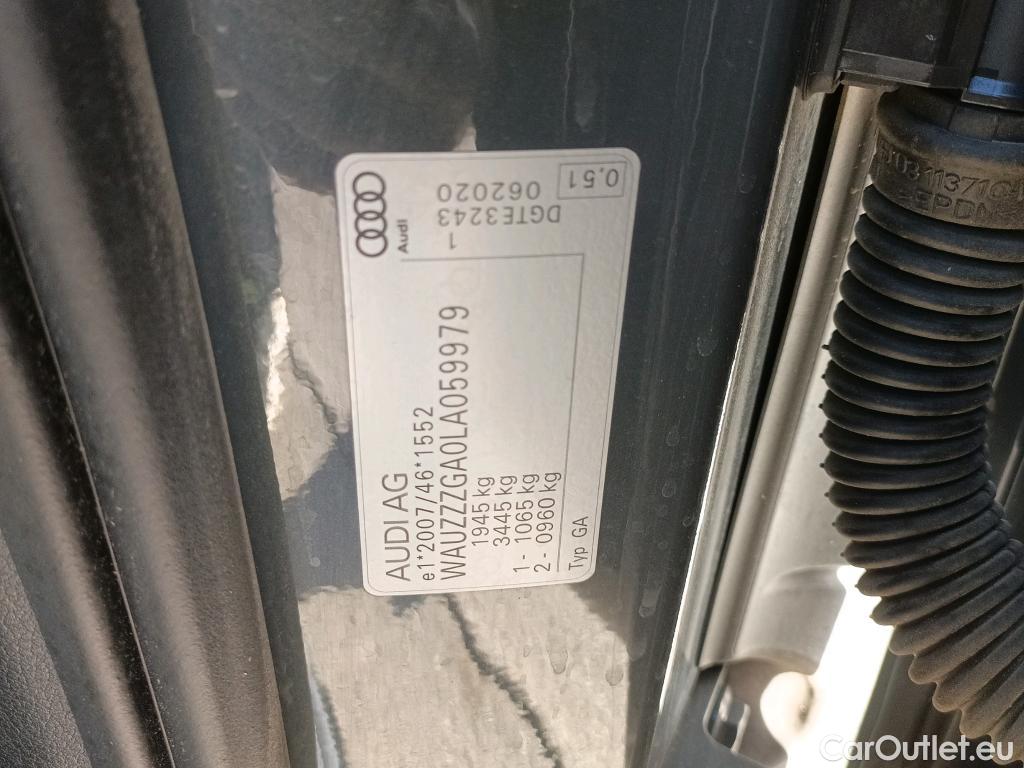 AUDI AG
e1*2007/46*1552
WAUZZZGA0LA059979
1945 kg
3445 kg
1 - 1065 kg
2 - 0960 kg
Typ GA
Audi
1
DGTE3243
062020
0.51
CarOutlet.eu